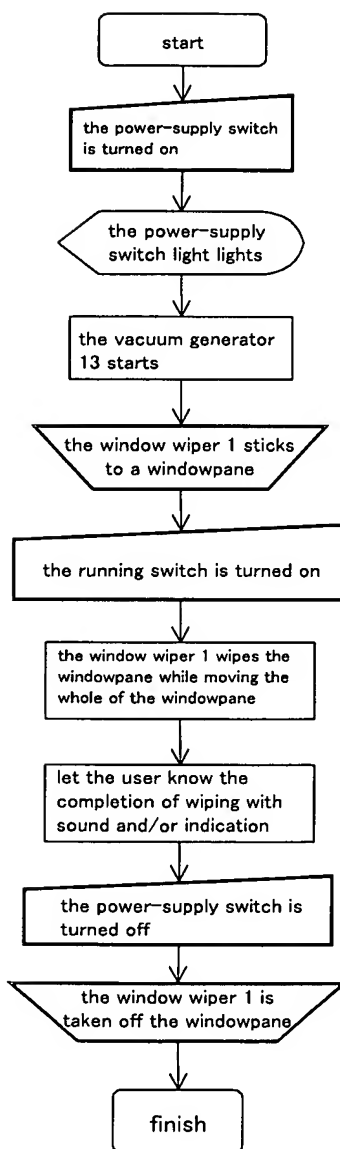 start
the power-supply switch
is turned on
the power-supply
switch light lights
the vacuum generator
13 starts
the window wiper 1 sticks
to a windowpane
the running switch is turned on
the window wiper 1 wipes the
windowpane while moving the
whole of the windowpane
let the user know the
completion of wiping with
sound and/or indication
the power-supply switch is
turned off
the window wiper 1 is
taken off the windowpane
finish